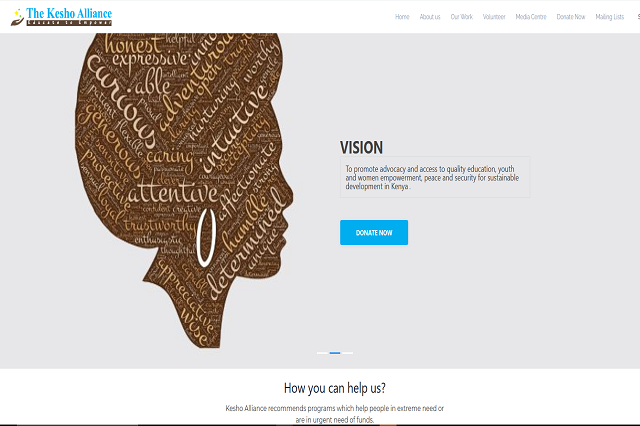 The Kesho Alliance
Educate to Empower
Home About us Our Work Volunteer Media Centre Donate Now Mailing Lists S
honest
helpful
expressive
able
curious
adventurous
nurturing
worthy
intuitive
generous
caring
proud
flexible
attentive
affectionate
confident creative
trustworthy
enthusiastic
thoughtful
humble
determined
appreciative
wise
VISION
To promote advocacy and access to quality education, youth
and women empowerment, peace and security for sustainable
development in Kenya .
DONATE NOW
How you can help us?
Kesho Alliance recommends programs which help people in extreme need or
are in urgent need of funds.